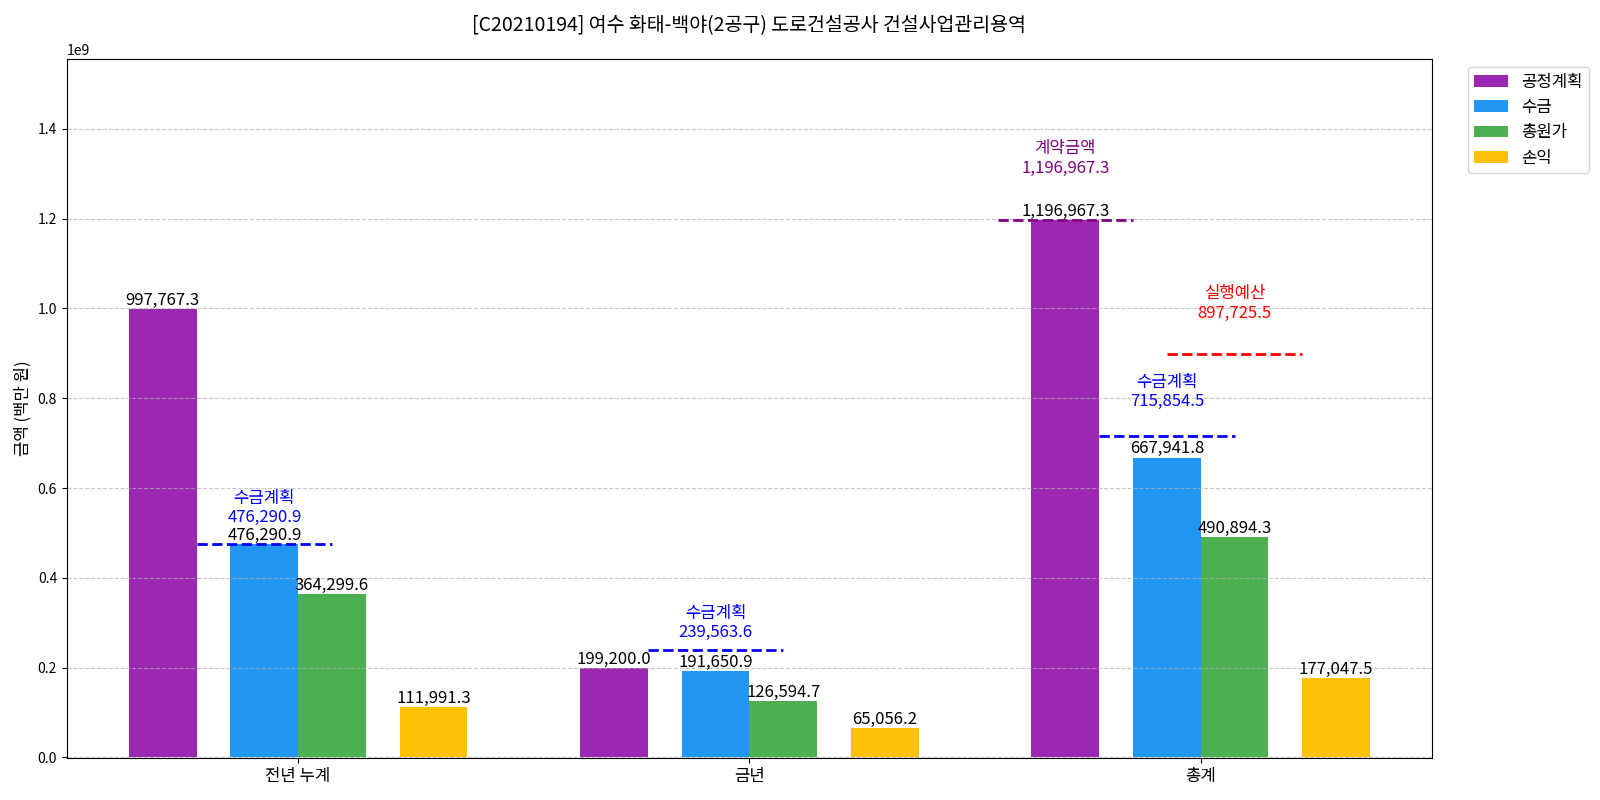 [C20210194] 여수 화태-백야(2공구) 도로건설공사 건설사업관리용역
1e9
공정계획
수금
총원가
손익
금액 (백만 원)
1.4
1.2
1.0
0.8
0.6
0.4
0.2
0.0
계약금액
1,196,967.3
1,196,967.3
997,767.3
실행예산
897,725.5
수금계획
715,854.5
667,941.8
수금계획
476,290.9
476,290.9
490,894.3
364,299.6
수금계획
239,563.6
199,200.0
191,650.9
126,594.7
177,047.5
111,991.3
65,056.2
전년 누계
금년
총계